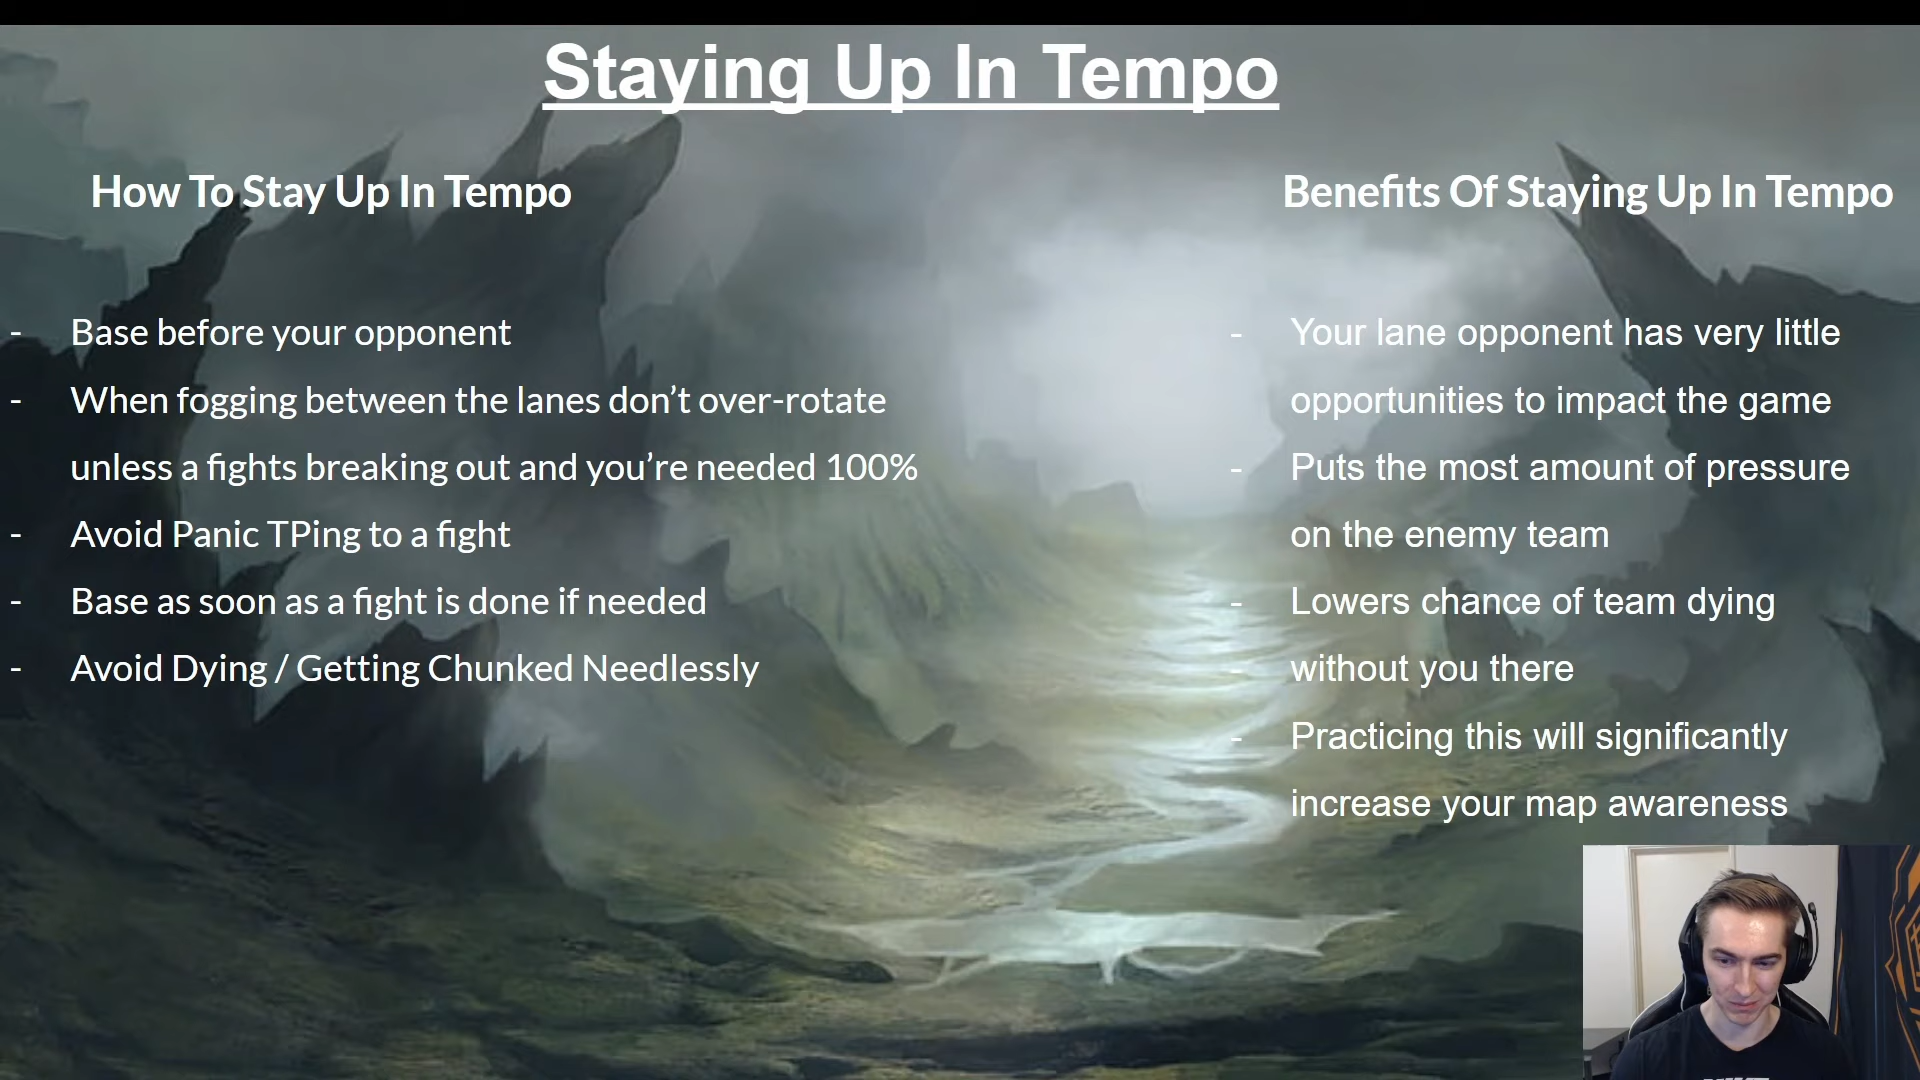 Staying Up In Tempo
How To Stay Up In Tempo
- Base before your opponent
- When fogging between the lanes don’t over-rotate
unless a fights breaking out and you’re needed 100%
- Avoid Panic TPing to a fight
- Base as soon as a fight is done if needed
- Avoid Dying / Getting Chunked Needlessly
Benefits Of Staying Up In Tempo
- Your lane opponent has very little
opportunities to impact the game
- Puts the most amount of pressure
on the enemy team
- Lowers chance of team dying
- without you there
- Practicing this will significantly
increase your map awareness